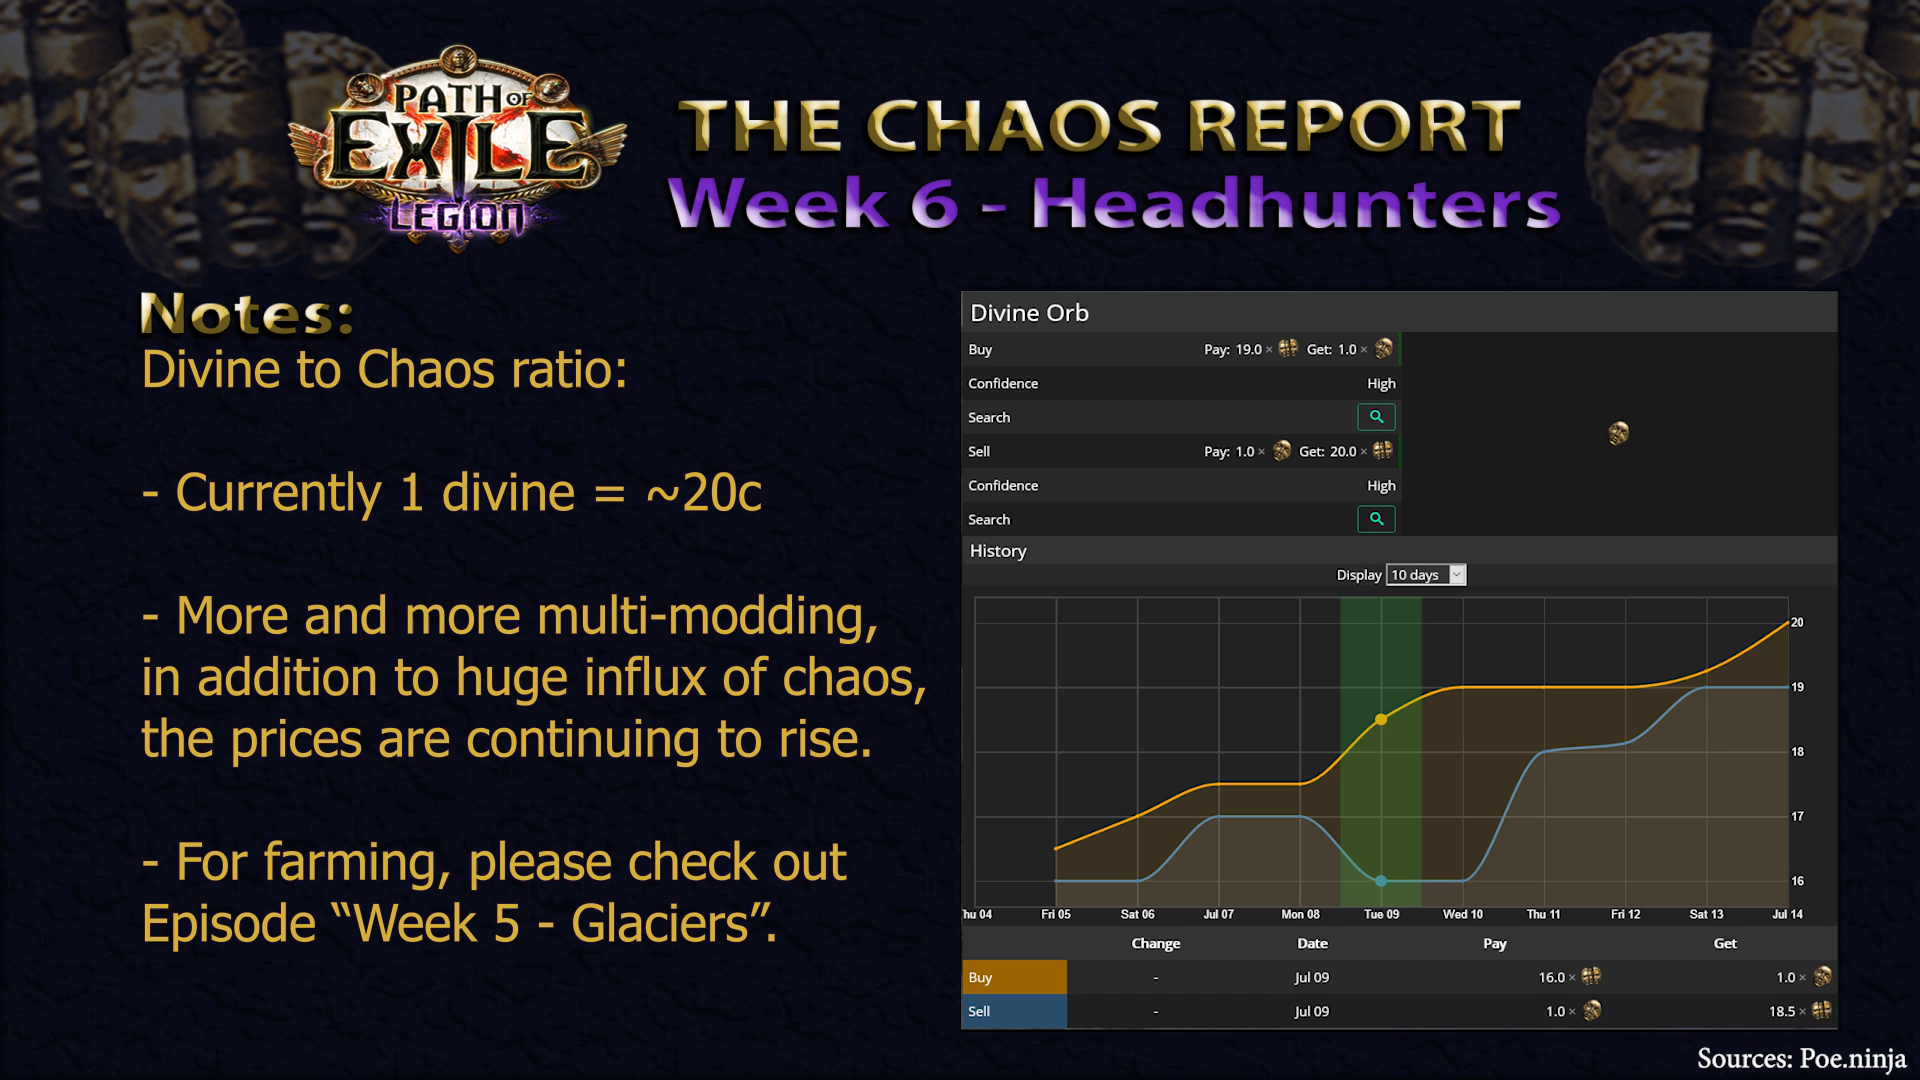 PATH OF
EXILE
LEGION
THE CHAOS REPORT
Week 6 - Headhunters
Notes:
Divine to Chaos ratio:
- Currently 1 divine = ~20c
- More and more multi-modding,
in addition to huge influx of chaos,
the prices are continuing to rise.
- For farming, please check out
Episode “Week 5 - Glaciers”.
Divine Orb
Buy Pay: 19.0 × Get: 1.0 ×
Confidence High
Search
Sell Pay: 1.0 × Get: 20.0 ×
Confidence High
Search
History
Display 10 days
20
19
18
17
16
hu 04 Fri 05 Sat 06 Jul 07 Mon 08 Tue 09 Wed 10 Thu 11 Fri 12 Sat 13 Jul 14
Change Date Pay Get
Buy - Jul 09 16.0 × 1.0 ×
Sell - Jul 09 1.0 × 18.5 ×
Sources: Poe.ninja